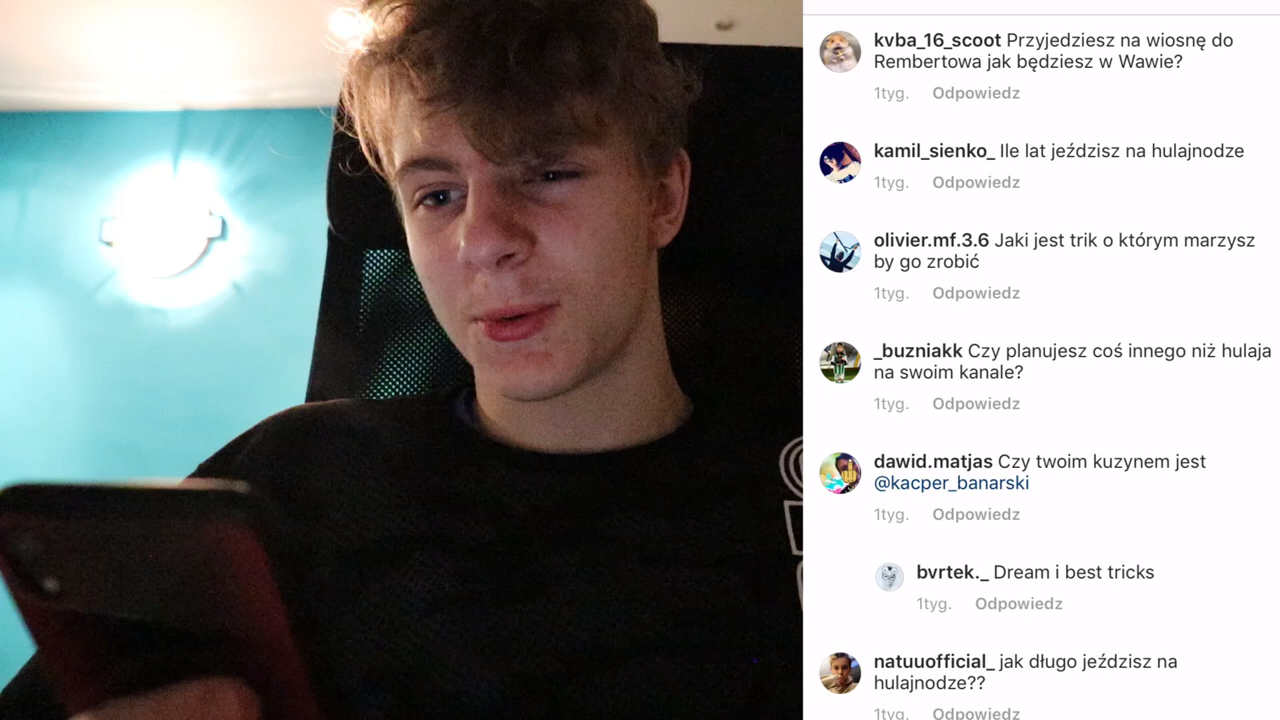 kvba_16_scoot Przyjedziesz na wiosnę do
Rembertowa jak będziesz w Wawie?
1tyg. Odpowiedz
kamil_sienko_ Ile lat jeździsz na hulajnodze
1tyg. Odpowiedz
olivier.mf.3.6 Jaki jest trik o którym marzysz
by go zrobić
1tyg. Odpowiedz
_buzniakk Czy planujesz coś innego niż hulaja
na swoim kanale?
1tyg. Odpowiedz
dawid.matjas Czy twoim kuzynem jest
@kacper_banarski
1tyg. Odpowiedz
bvrtek._ Dream i best tricks
1tyg. Odpowiedz
natuuofficial_ jak długo jeździsz na
hulajnodze??
1tyg. Odpowiedz